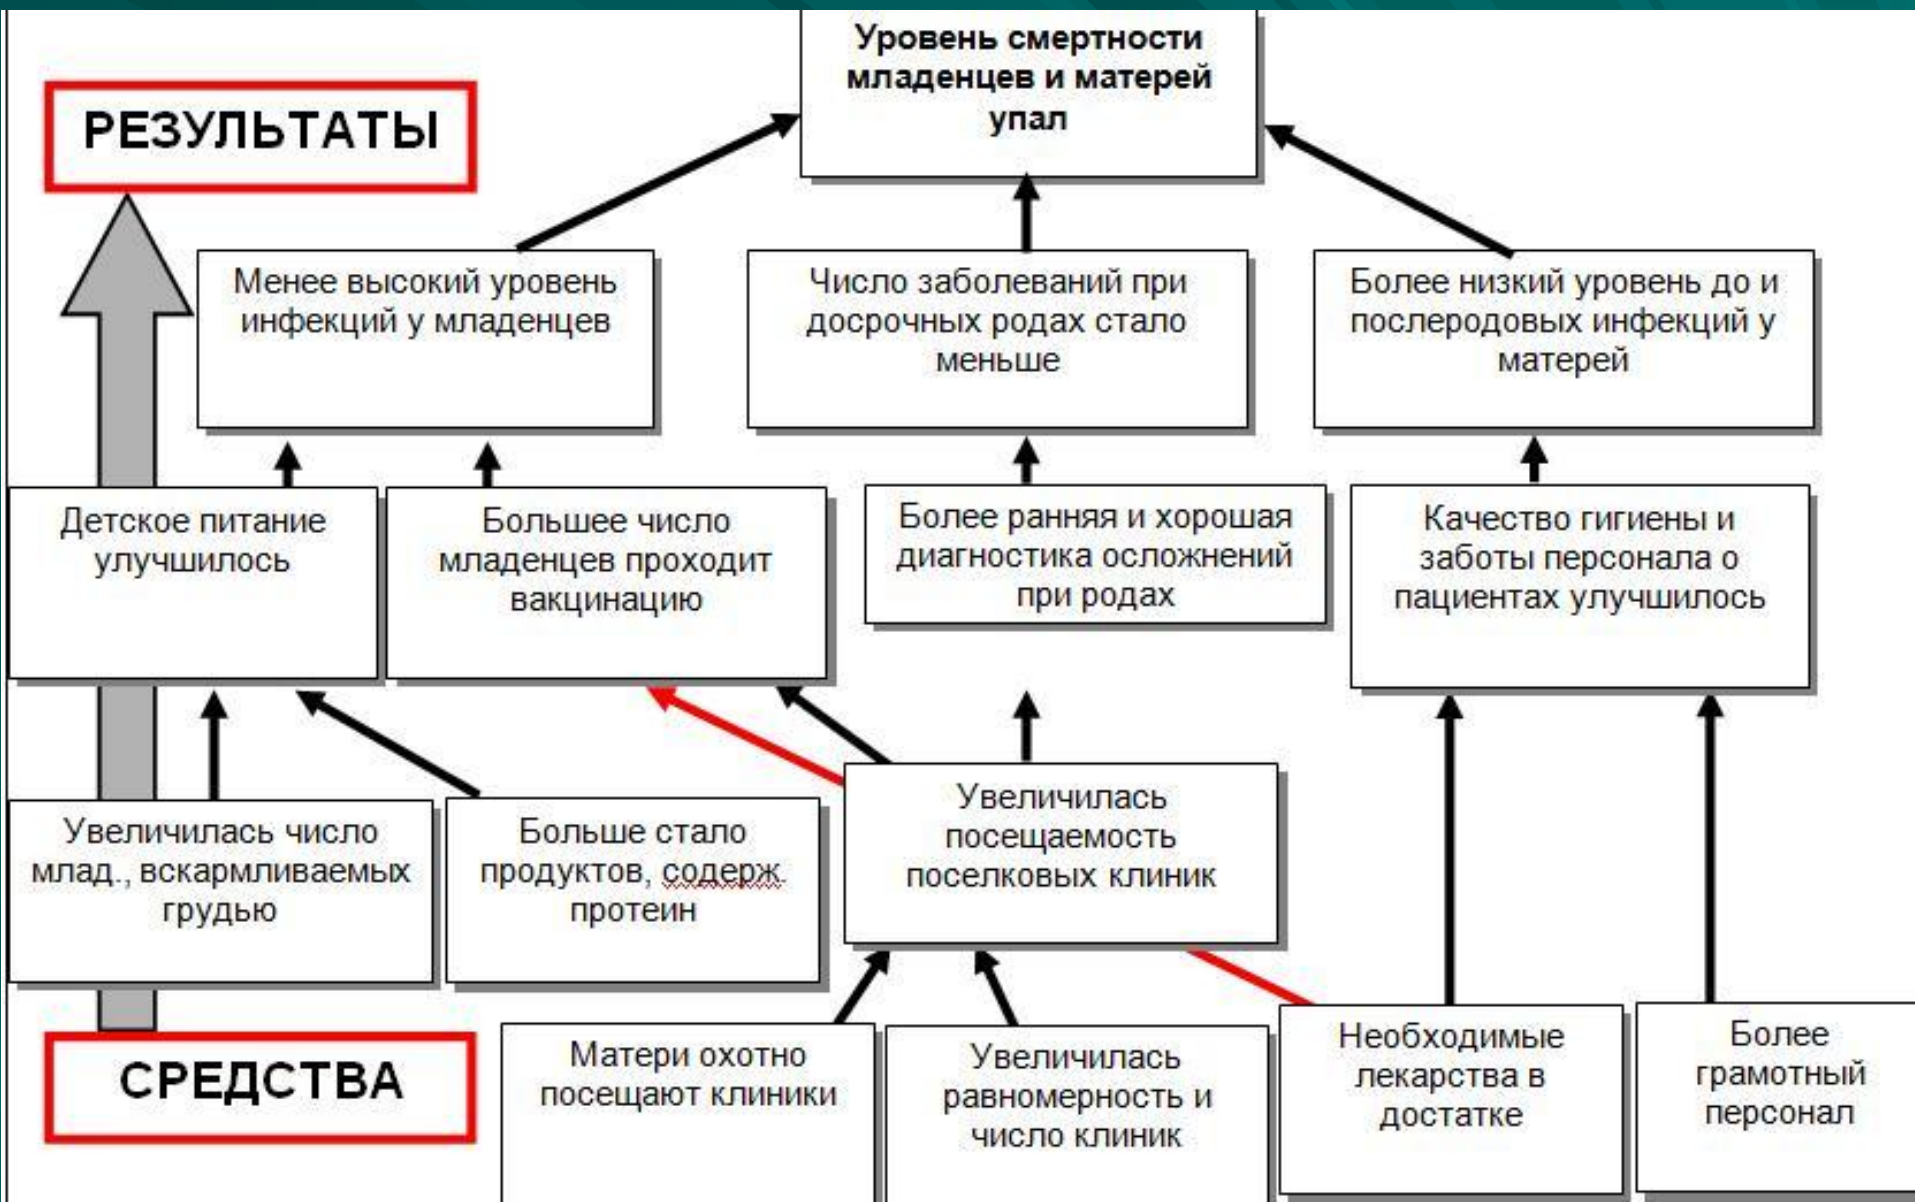 Уровень смертности
младенцев и матерей
упал
РЕЗУЛЬТАТЫ
Менее высокий уровень
инфекций у младенцев
Число заболеваний при
досрочных родах стало
меньше
Более низкий уровень до и
послеродовых инфекций у
матерей
Детское питание
улучшилось
Большее число
младенцев проходит
вакцинацию
Более ранняя и хорошая
диагностика осложнений
при родах
Качество гигиены и
заботы персонала о
пациентах улучшилось
Увеличилась число
млад., вскармливаемых
грудью
Больше стало
продуктов, содерж.
протеин
Увеличилась
посещаемость
поселковых клиник
СРЕДСТВА
Матери охотно
посещают клиники
Увеличилась
равномерность и
число клиник
Необходимые
лекарства в
достатке
Более
грамотный
персонал